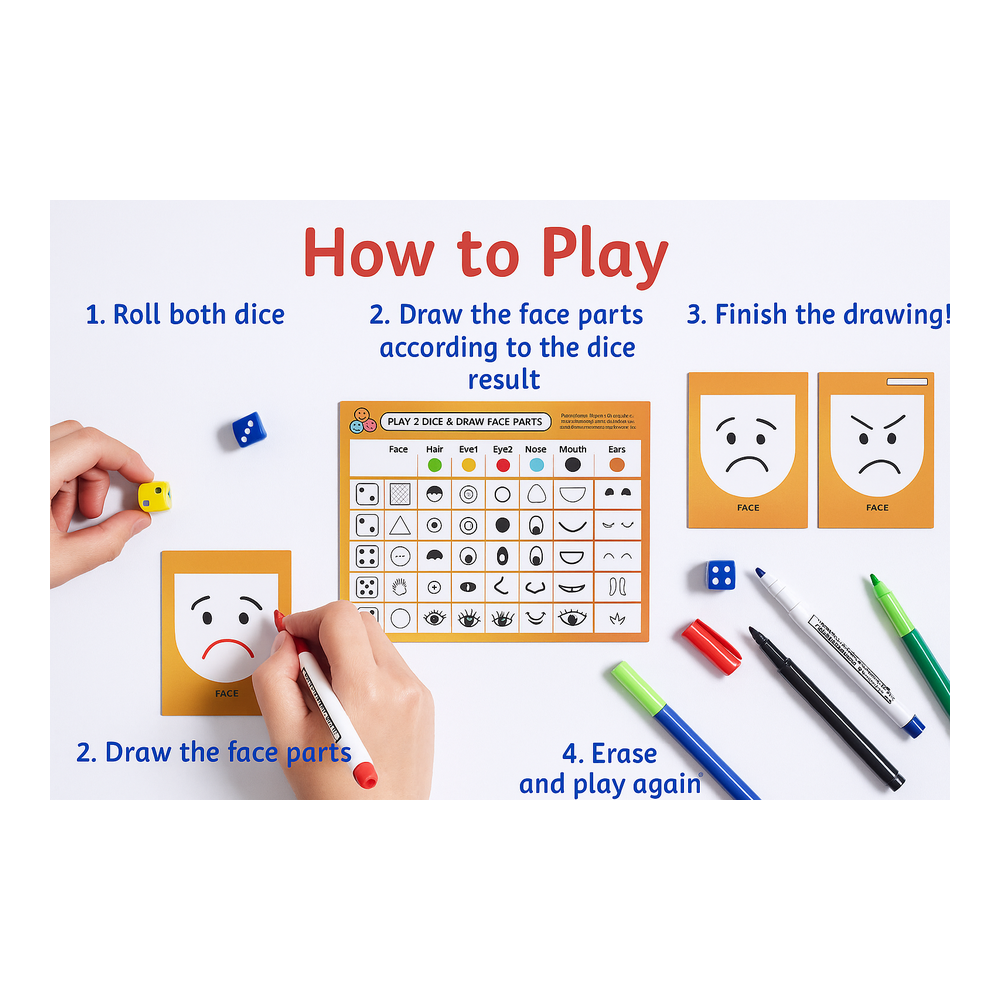 How to Play
1. Roll both dice
2. Draw the face parts
according to the dice
result
3. Finish the drawing!
PLAY 2 DICE & DRAW FACE PARTS
Face Hair Eve1 Eye2 Nose Mouth Ears
FACE
FACE
FACE
2. Draw the face parts
4. Erase
and play again